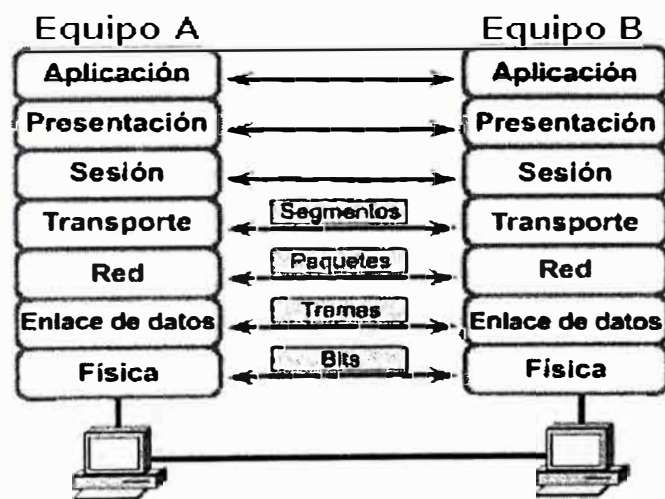 Equipo A Equipo B
Aplicación Aplicación
Presentación Presentación
Sesión Sesión
Transporte Segmentos Transporte
Red Paquetes Red
Enlace de datos Tramas Enlace de datos
Física Bits Física